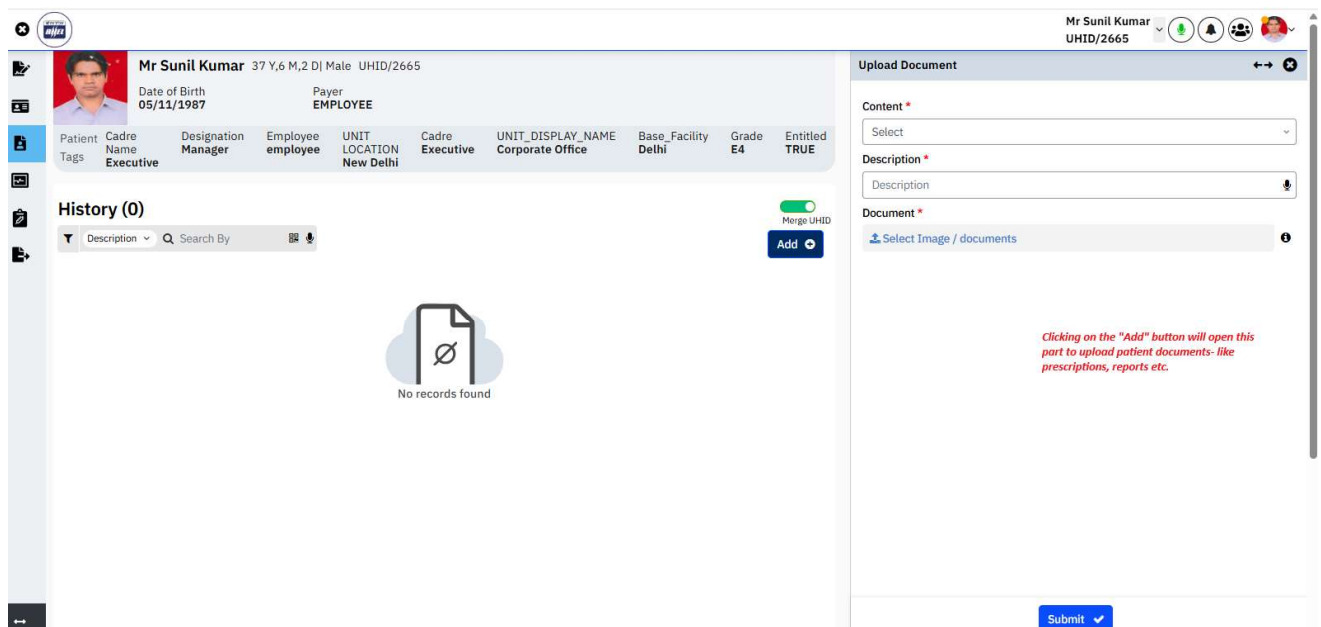 Mr Sunil Kumar
UHID/2665
Mr Sunil Kumar 37 Y,6 M,2 D| Male UHID/2665
Date of Birth
05/11/1987
Payer
EMPLOYEE
Patient Tags
Cadre Name
Executive
Designation
Manager
Employee
employee
UNIT LOCATION
New Delhi
Cadre
Executive
UNIT_DISPLAY_NAME
Corporate Office
Base_Facility
Delhi
Grade
E4
Entitled
TRUE
History (0)
Merge UHID
Description
Search By
Add
No records found
Upload Document
Content *
Select
Description *
Description
Document *
Select Image / documents
Clicking on the "Add" button will open this
part to upload patient documents- like
prescriptions, reports etc.
Submit